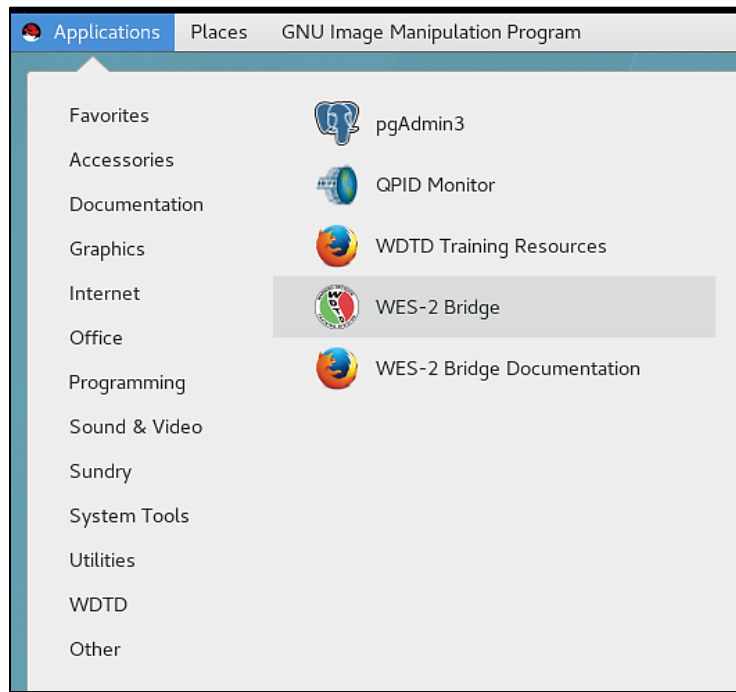 Applications Places GNU Image Manipulation Program
Favorites
Accessories
Documentation
Graphics
Internet
Office
Programming
Sound & Video
Sundry
System Tools
Utilities
WDTD
Other
pgAdmin3
QPID Monitor
WDTD Training Resources
WES-2 Bridge
WES-2 Bridge Documentation